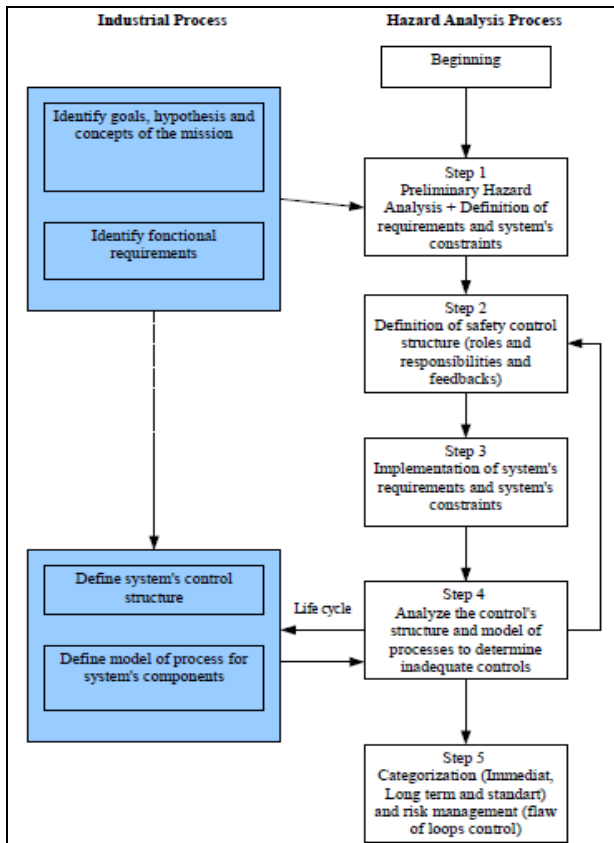 Industrial Process
Hazard Analysis Process
Beginning
Identify goals, hypothesis and
concepts of the mission
Identify fonctional
requirements
Step 1
Preliminary Hazard
Analysis + Definition of
requirements and system's
constraints
Step 2
Definition of safety control
structure (roles and
responsibilities and
feedbacks)
Step 3
Implementation of system's
requirements and system's
constraints
Define system's control
structure
Define model of process for
system's components
Life cycle
Step 4
Analyze the control's
structure and model of
processes to determine
inadequate controls
Step 5
Categorization (Immediat,
Long term and standart)
and risk management (flaw
of loops control)